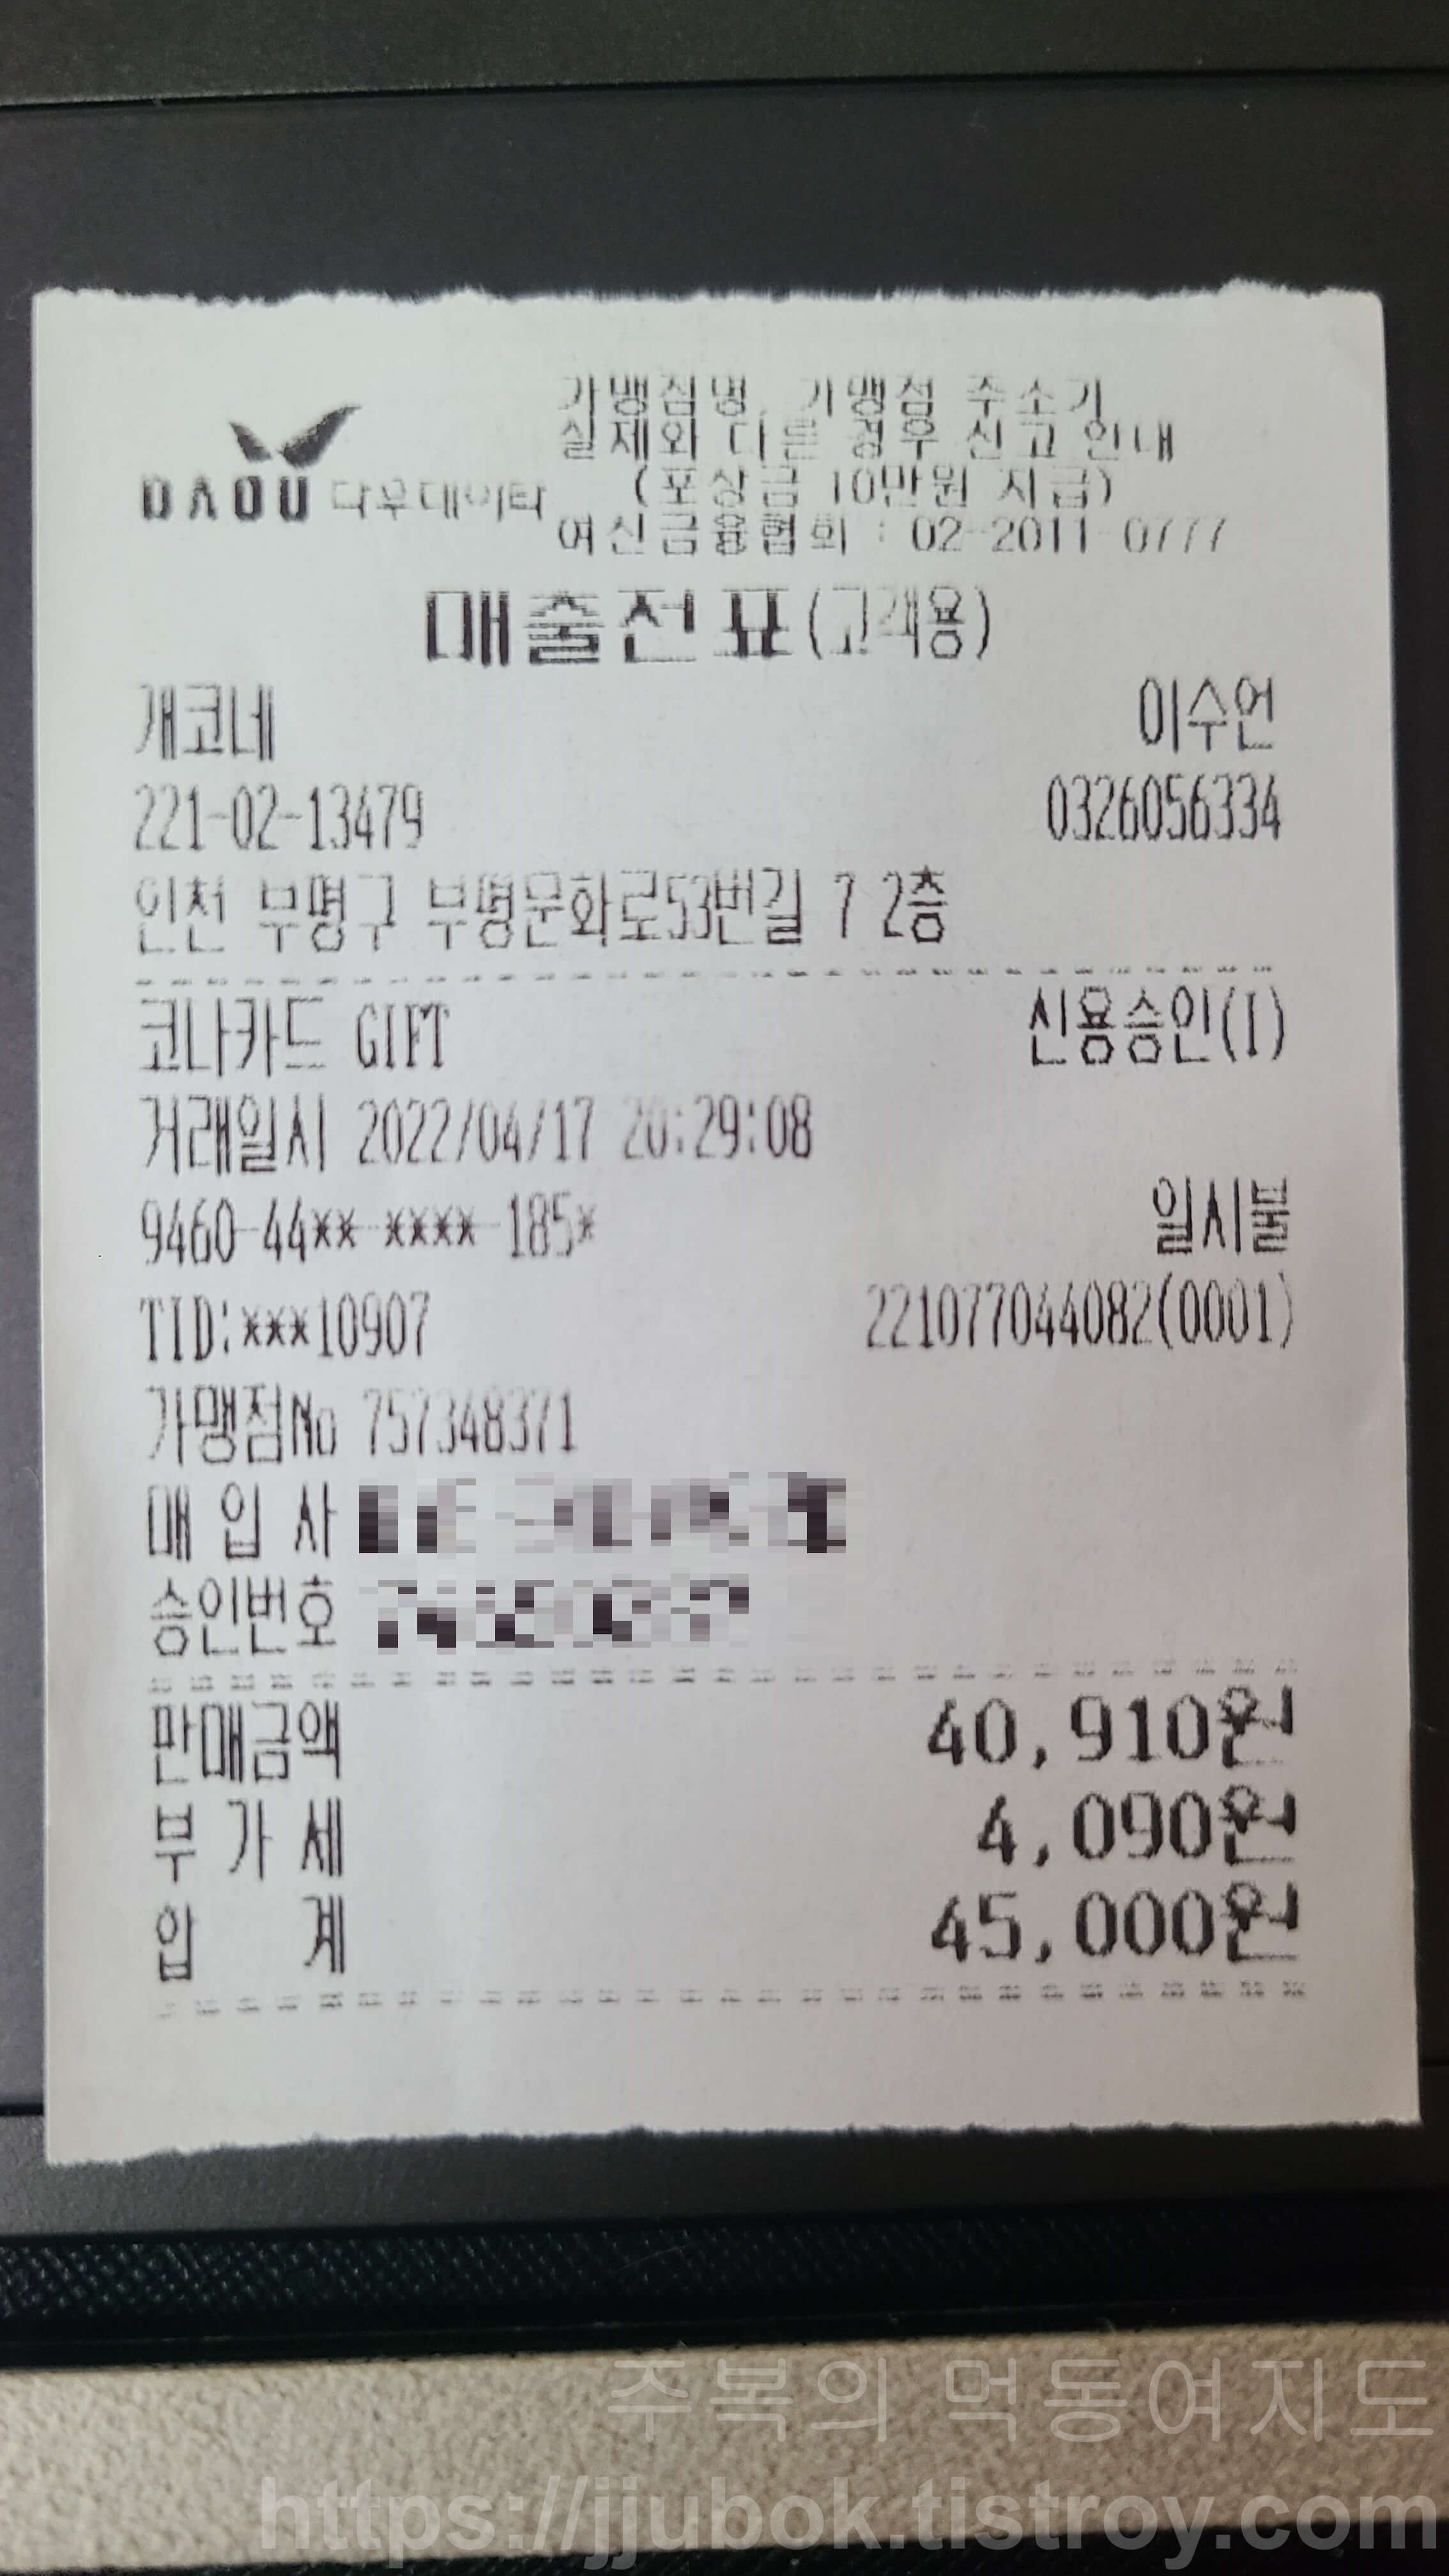 가맹점명, 가맹점 주소가
실제와 다른 경우 신고 안내
DAOU 다우데이타
(포상금 10만원 지급)
여신금융협회 : 02-2011-0777
매출전표(고객용)
개코네 이수언
221-02-13479 0326056334
인천 부평구 부평문화로53번길 7 2층
코나카드 GIFT 신용승인(I)
거래일시 2022/04/17 20:29:08
9460-44**-****-185* 일시불
TID:***10907 221077044082(0001)
가맹점No 757348371
매 입 사
승인번호
판매금액 40,910원
부 가 세 4,090원
합 계 45,000원
주복의 먹동여지도
https://jjubok.tistroy.com